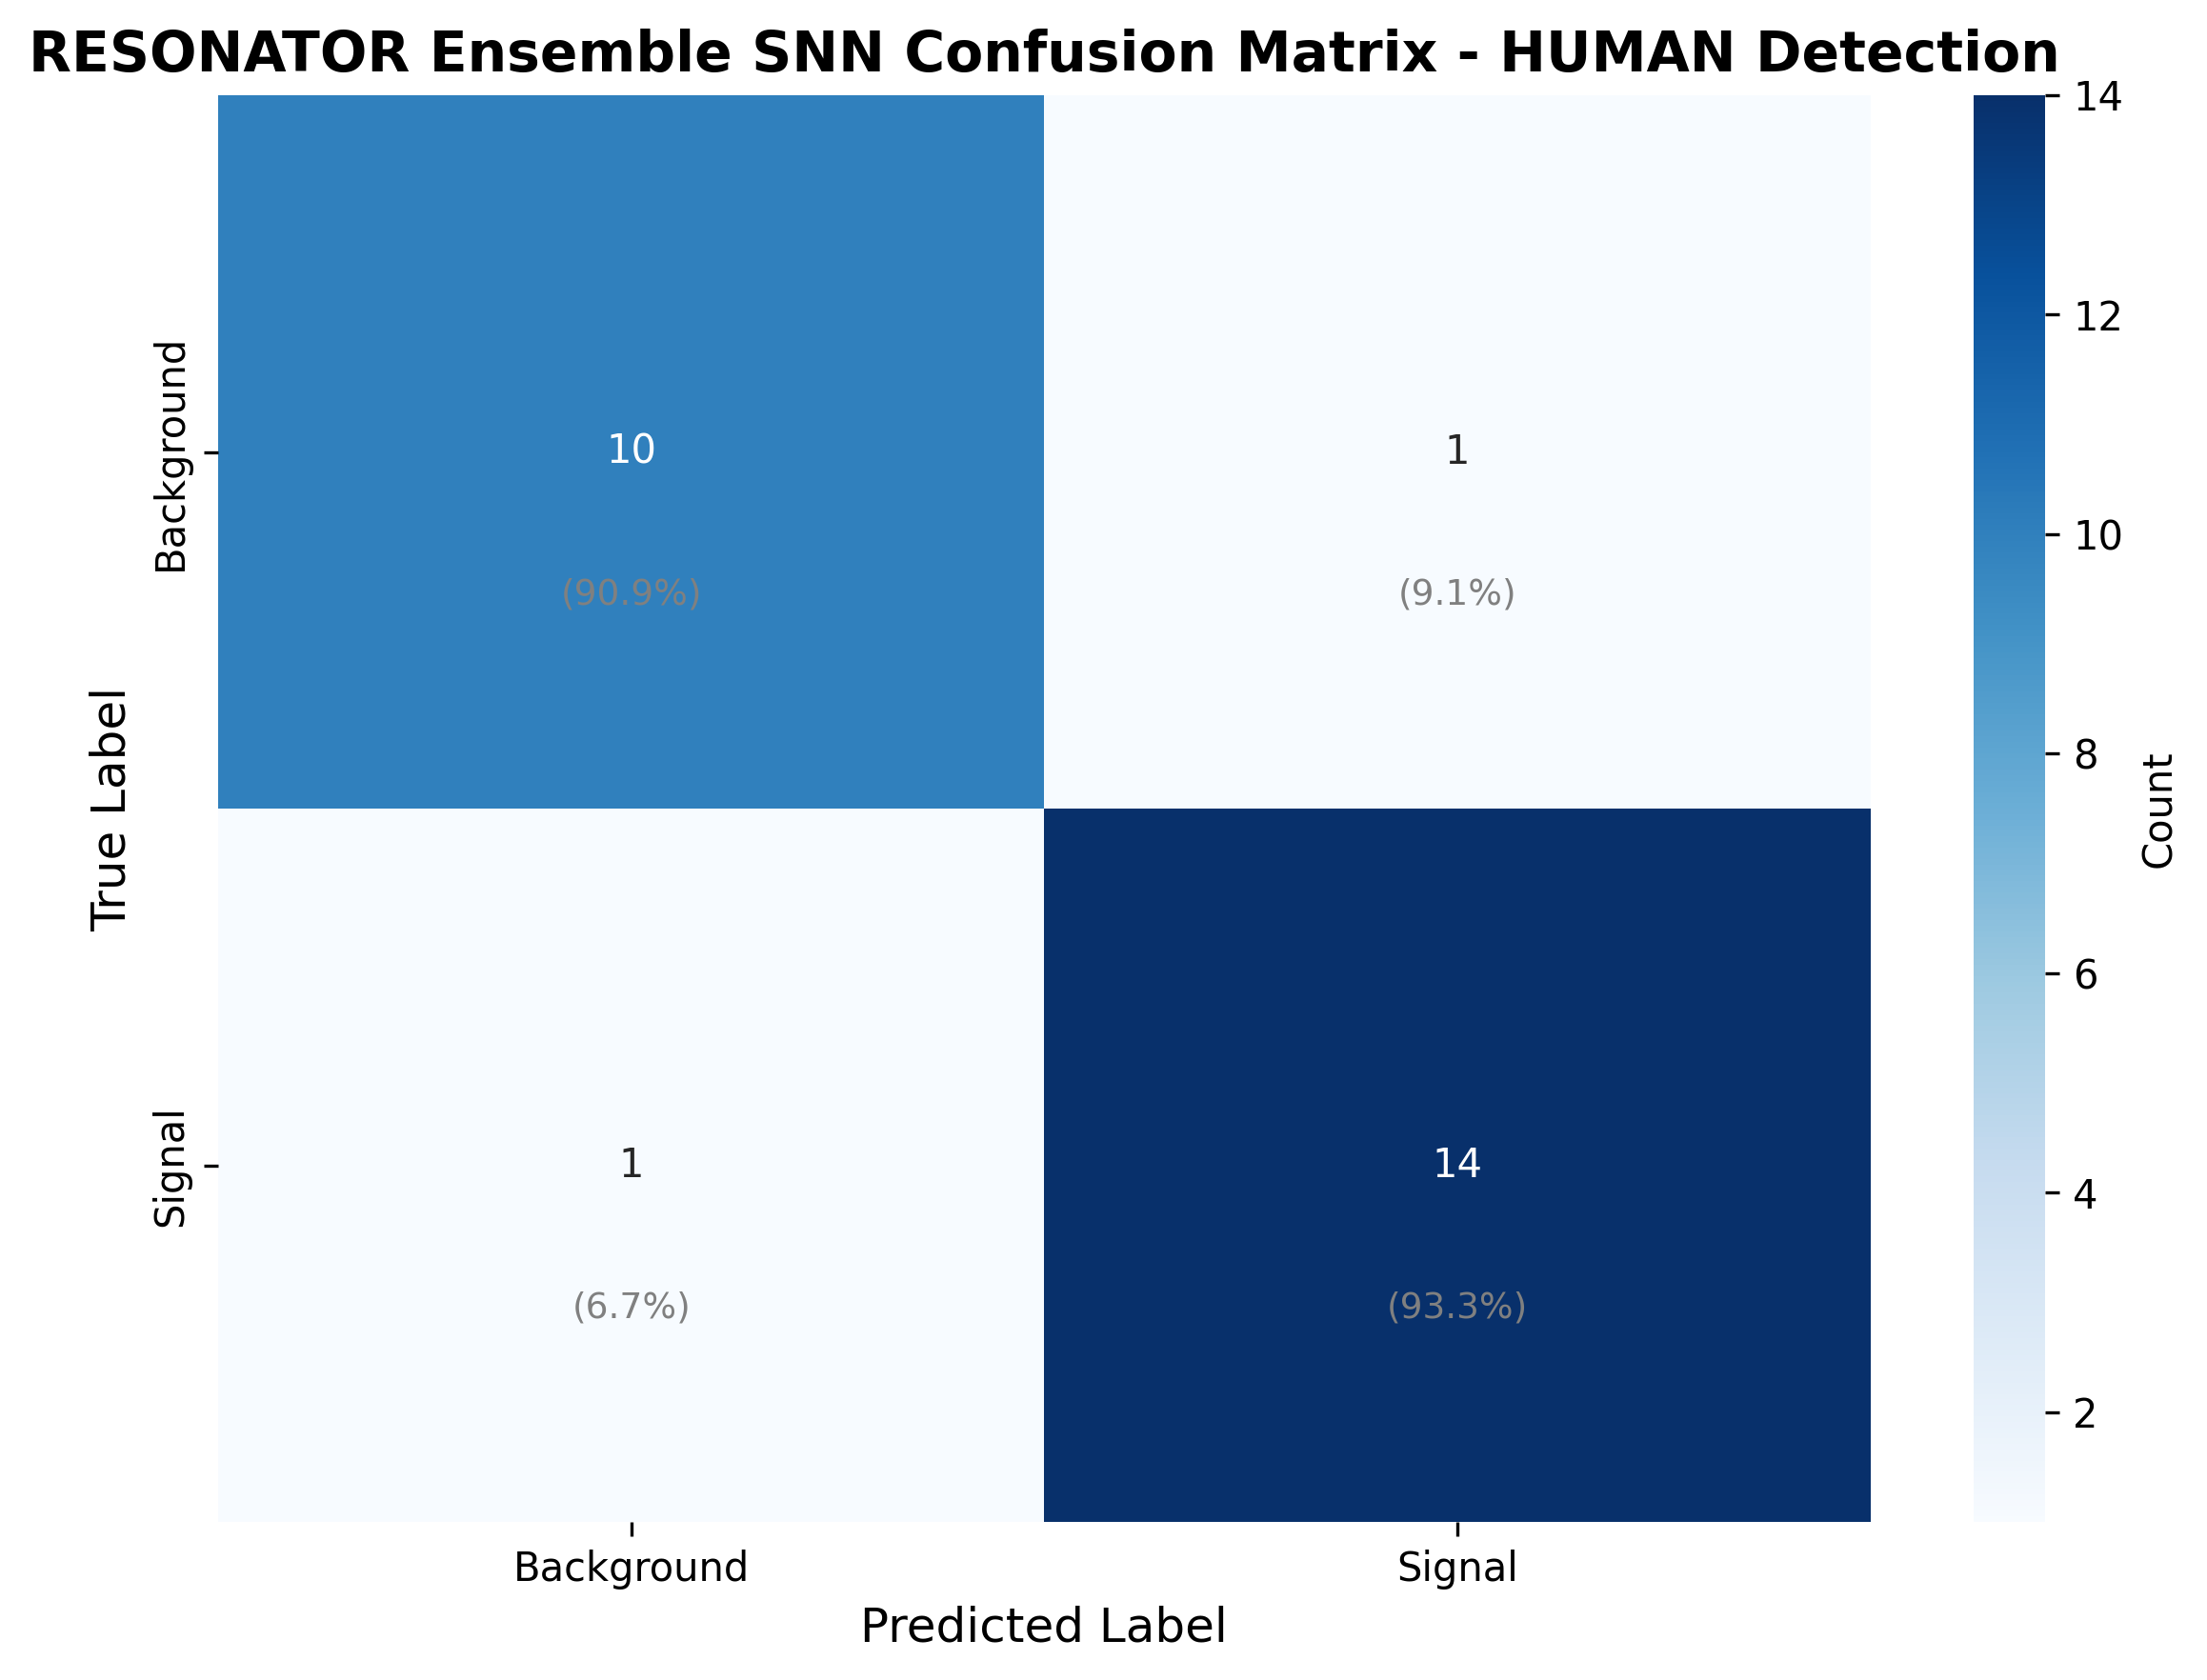 RESONATOR Ensemble SNN Confusion Matrix - HUMAN Detection
True Label
Background
10
1
(90.9%)
(9.1%)
Signal
1
14
(6.7%)
(93.3%)
Background
Signal
Predicted Label
14
12
10
8
6
4
2
Count